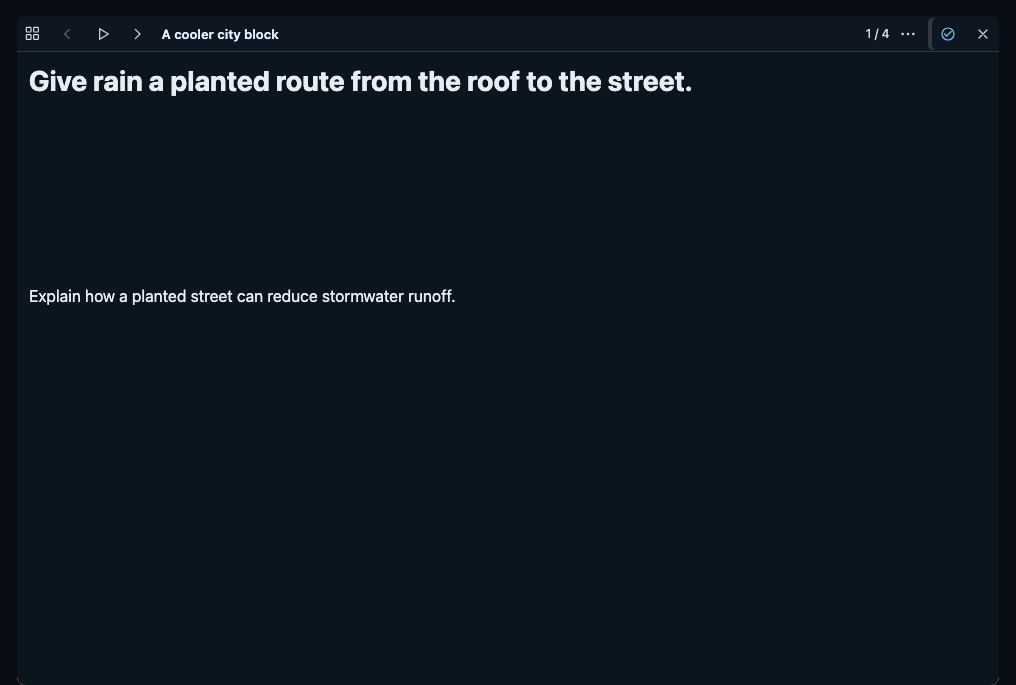 A cooler city block
1 / 4
Give rain a planted route from the roof to the street.
Explain how a planted street can reduce stormwater runoff.